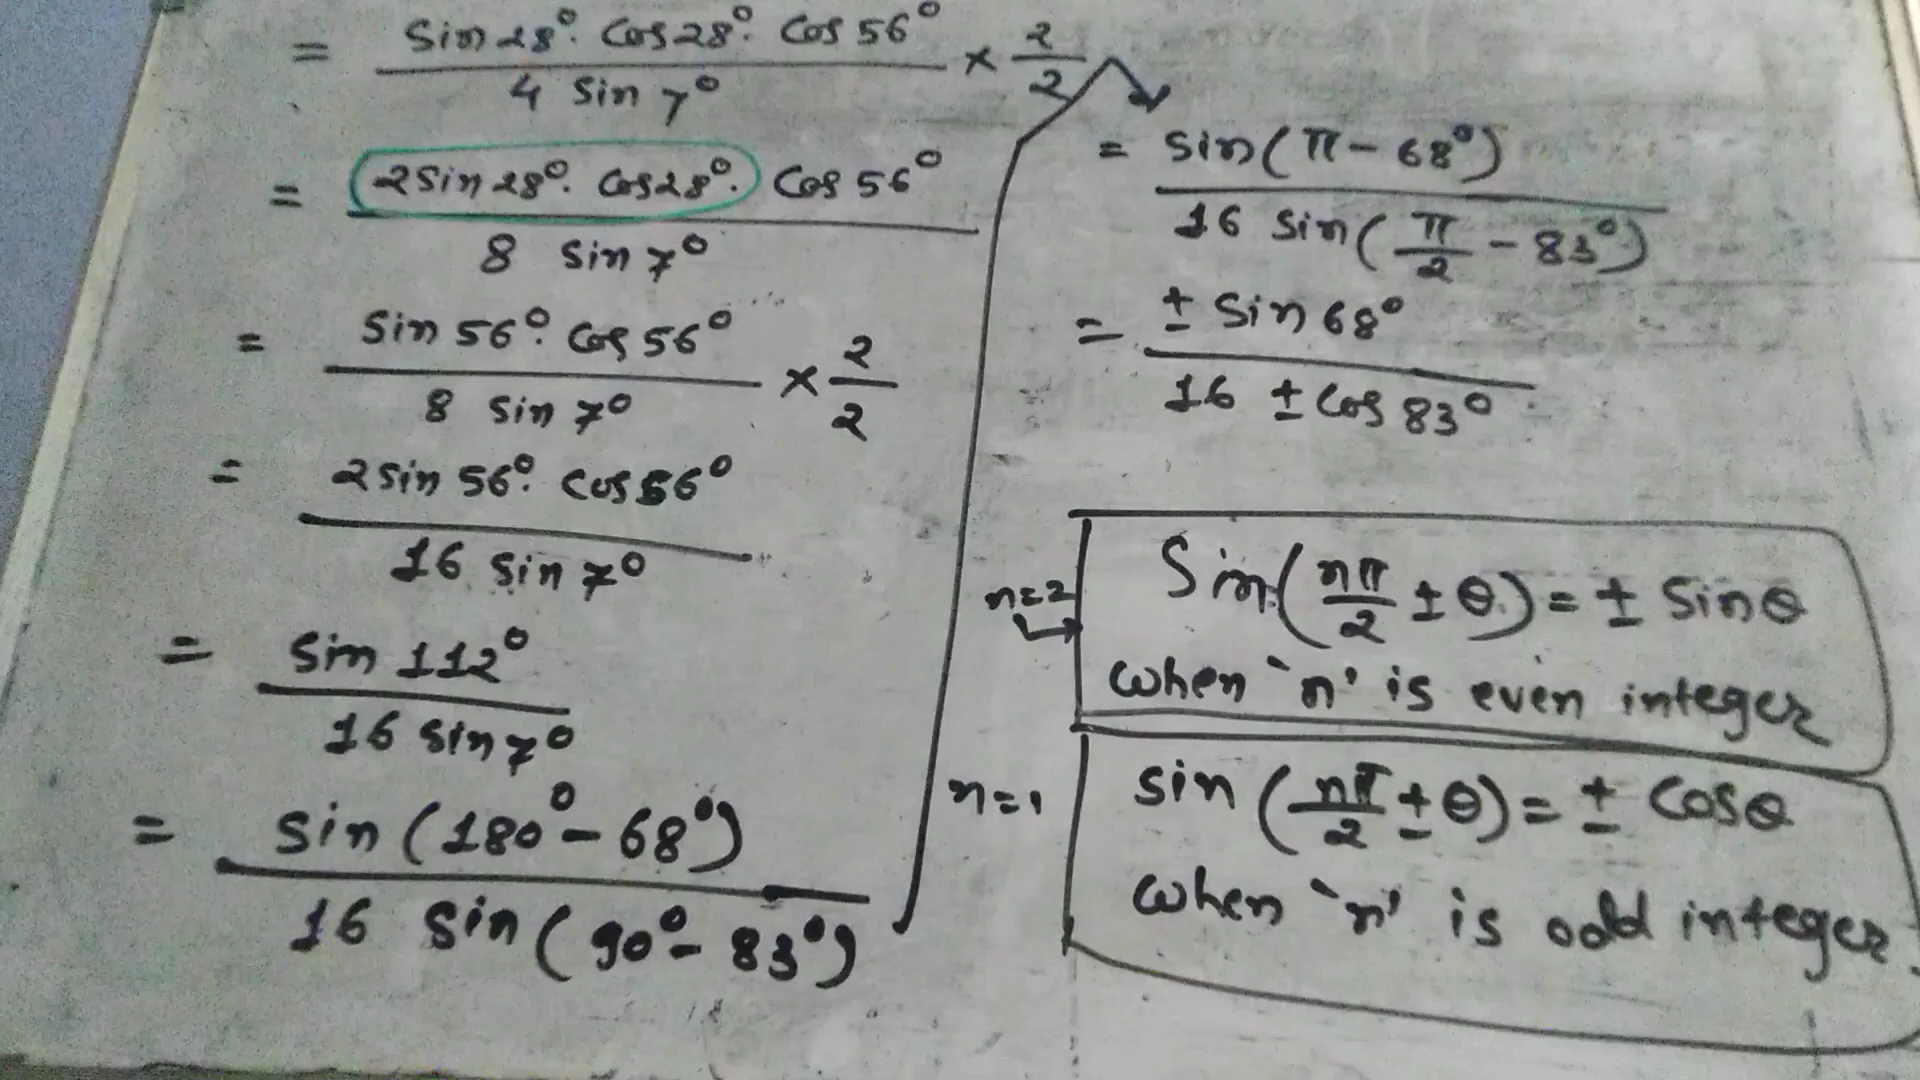 = sin 28°. cos 28°. cos 56° / 4 sin 7° × 2/2
= 2 sin 28°. cos 28°. cos 56° / 8 sin 7°
= sin 56°. cos 56° / 8 sin 7° × 2/2
= 2 sin 56°. cos 56° / 16 sin 7°
= sin 112° / 16 sin 7°
= sin (180° - 68°) / 16 sin (90° - 83°)
= sin (π - 68°) / 16 sin (π/2 - 83°)
= ± sin 68° / 16 ± cos 83°
n=2
Sin (nπ/2 ± θ) = ± sin θ
when 'n' is even integer
n=1
sin (nπ/2 ± θ) = ± cos θ
when 'n' is odd integer.